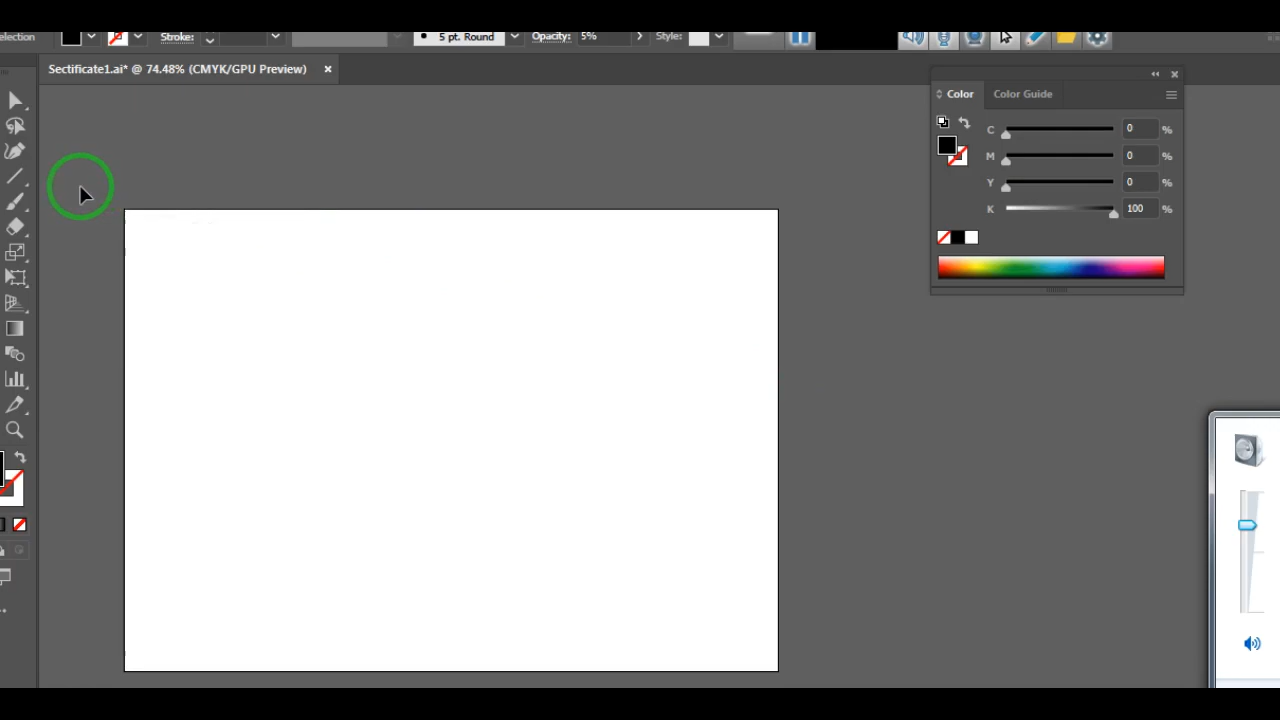 election Stroke: 5 pt. Round Opacity: 5% Style:
Sectificate1.ai* @ 74.48% (CMYK/GPU Preview) ×
Color Color Guide
C 0 %
M 0 %
Y 0 %
K 100 %